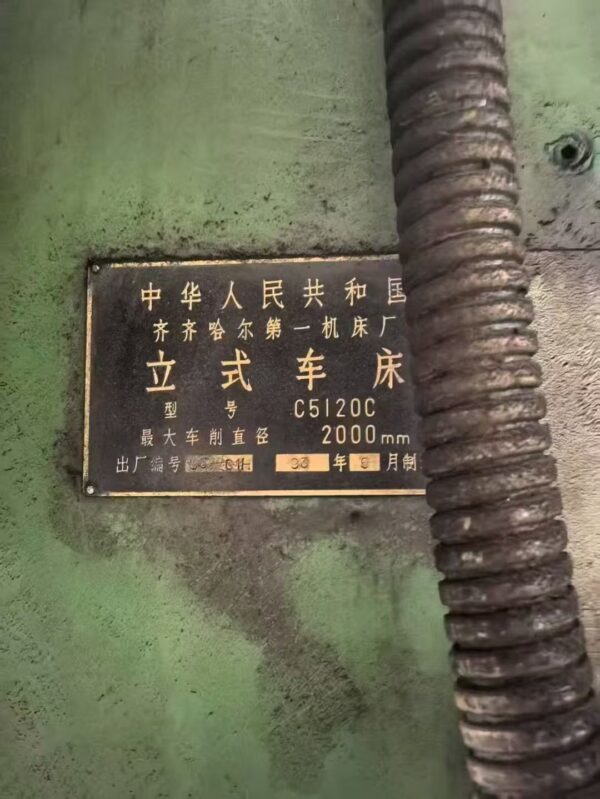 中华人民共和国
齐齐哈尔第一机床厂
立式车床
型号 C5120C
最大车削直径 2000mm
出厂编号 年 月制